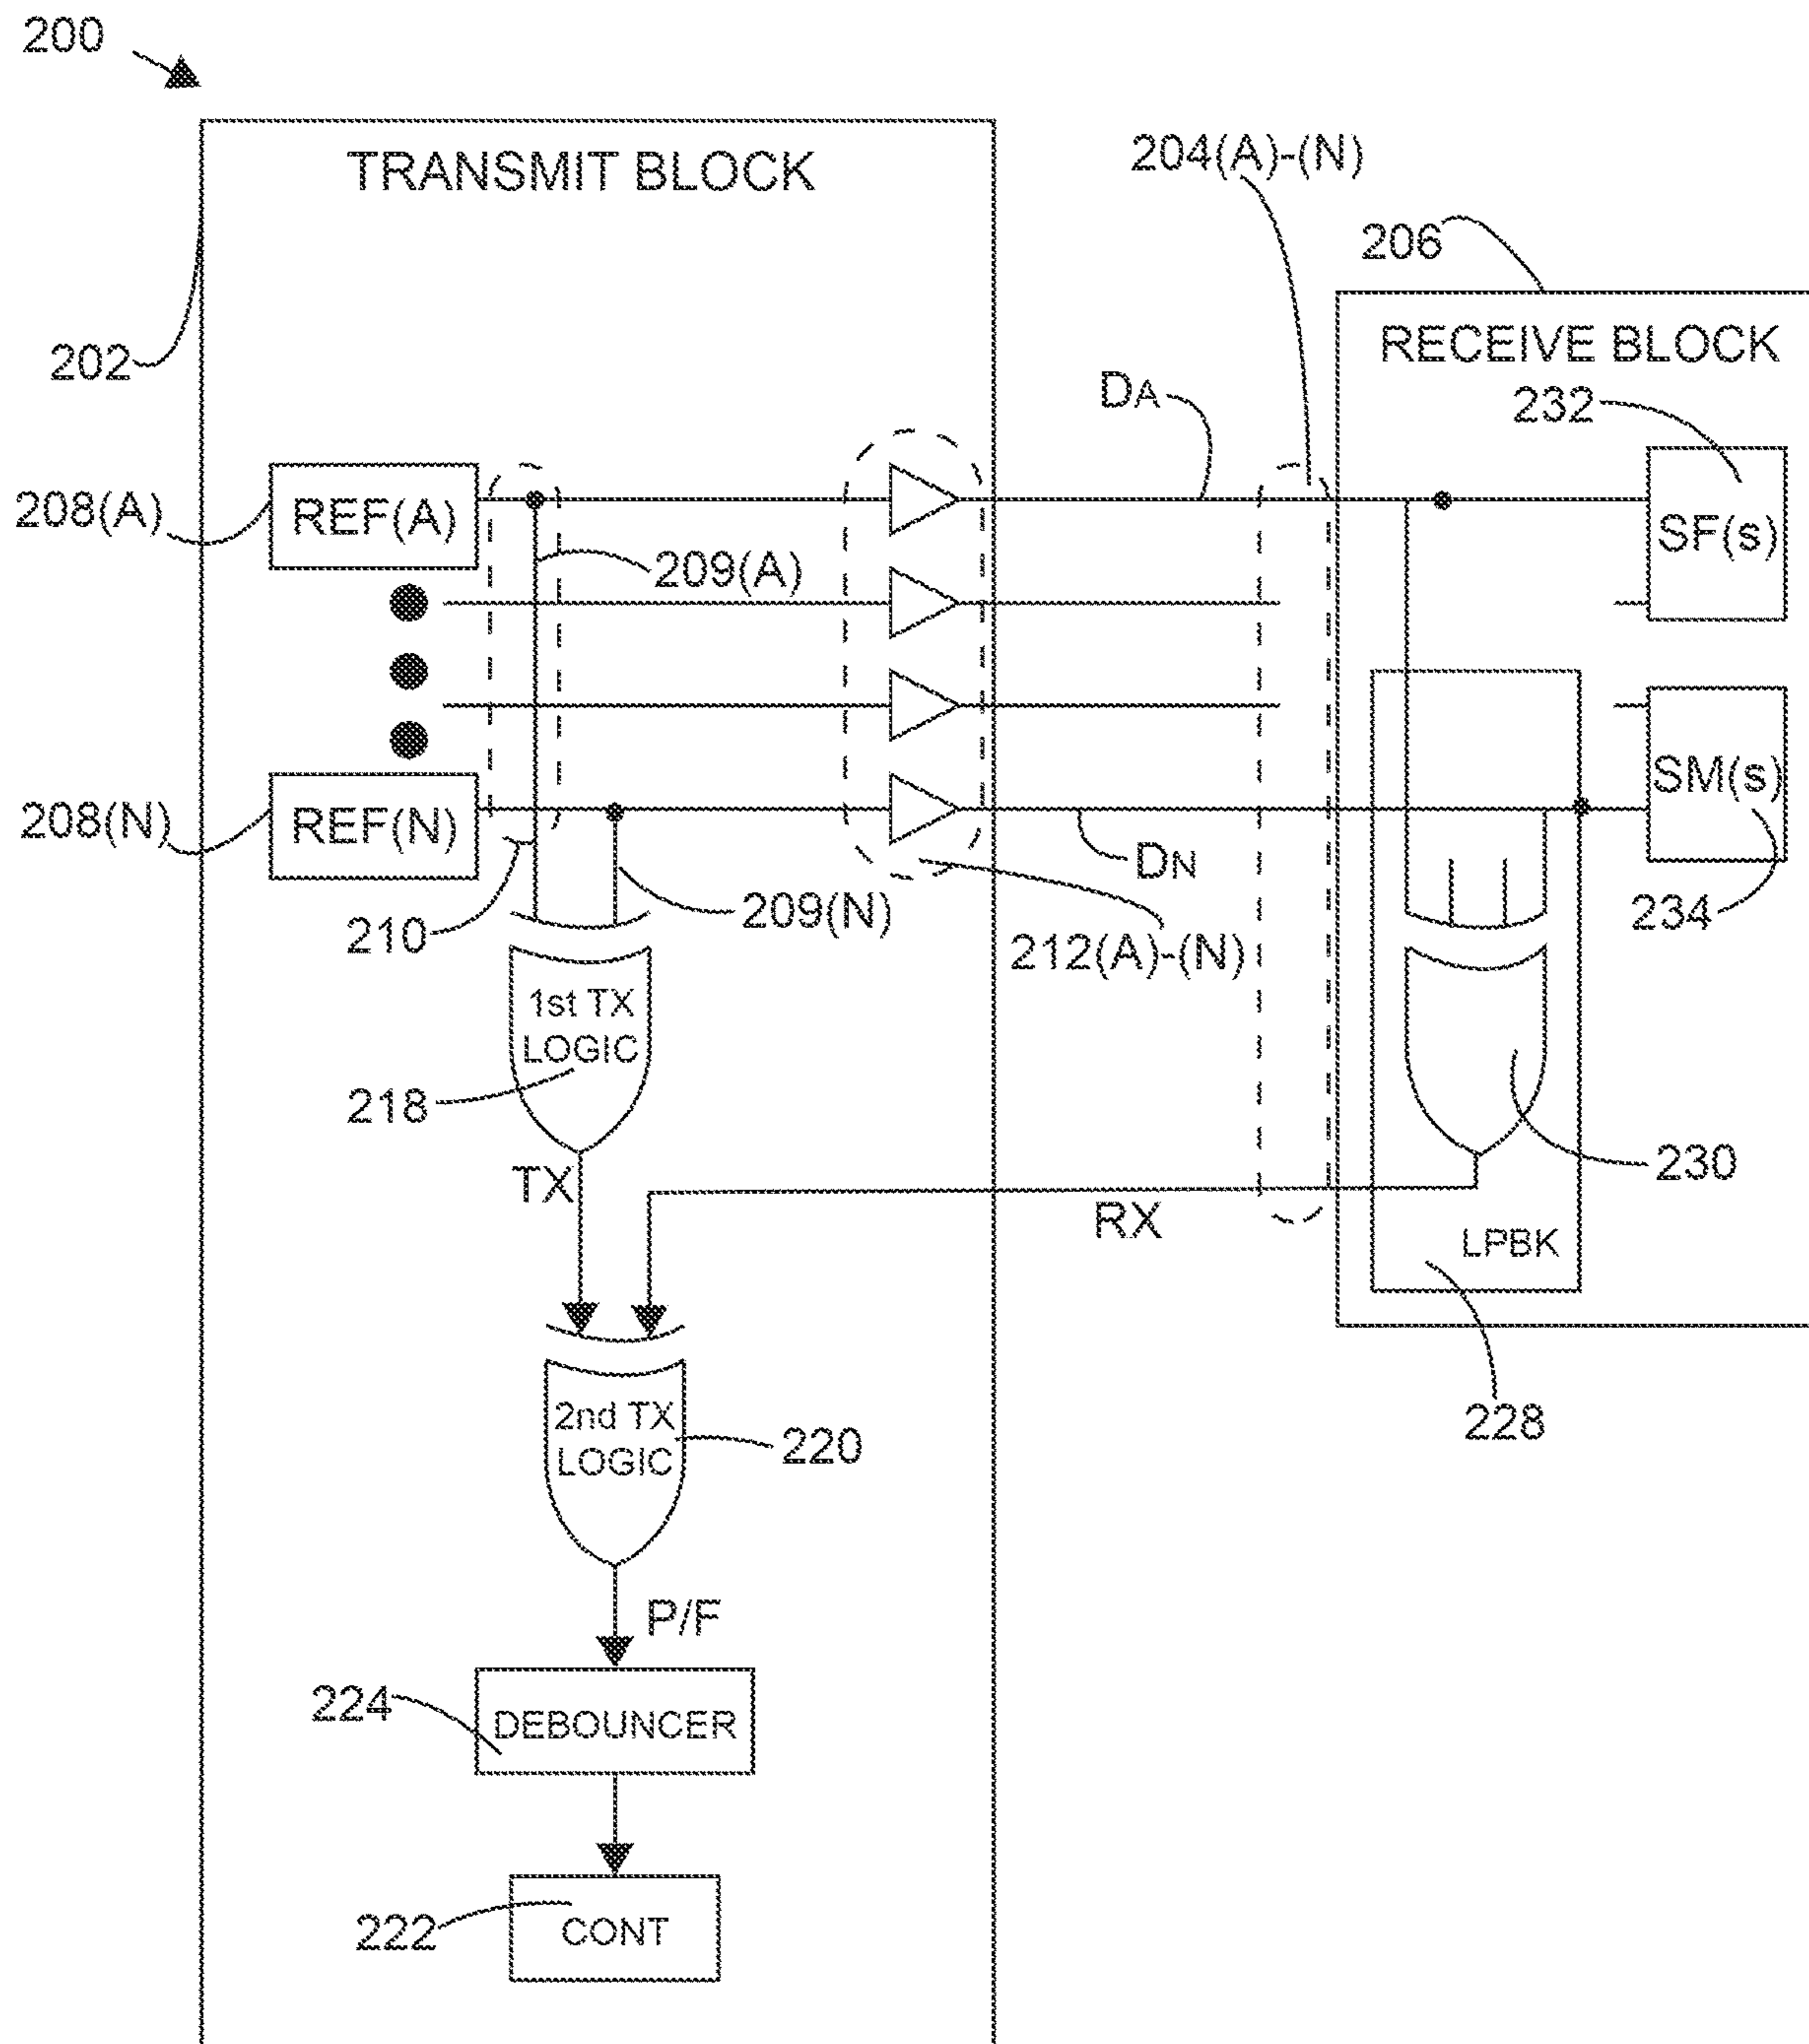 200
TRANSMIT BLOCK
204(A)-(N)
206
202
RECEIVE BLOCK
DA
232
208(A)
REF(A)
SF(s)
209(A)
208(N)
REF(N)
SM(s)
DN
210
209(N)
212(A)-(N)
234
1st TX
LOGIC
218
TX
230
RX
LPBK
2nd TX
LOGIC
220
228
P/F
224
DEBOUNCER
222
CONT